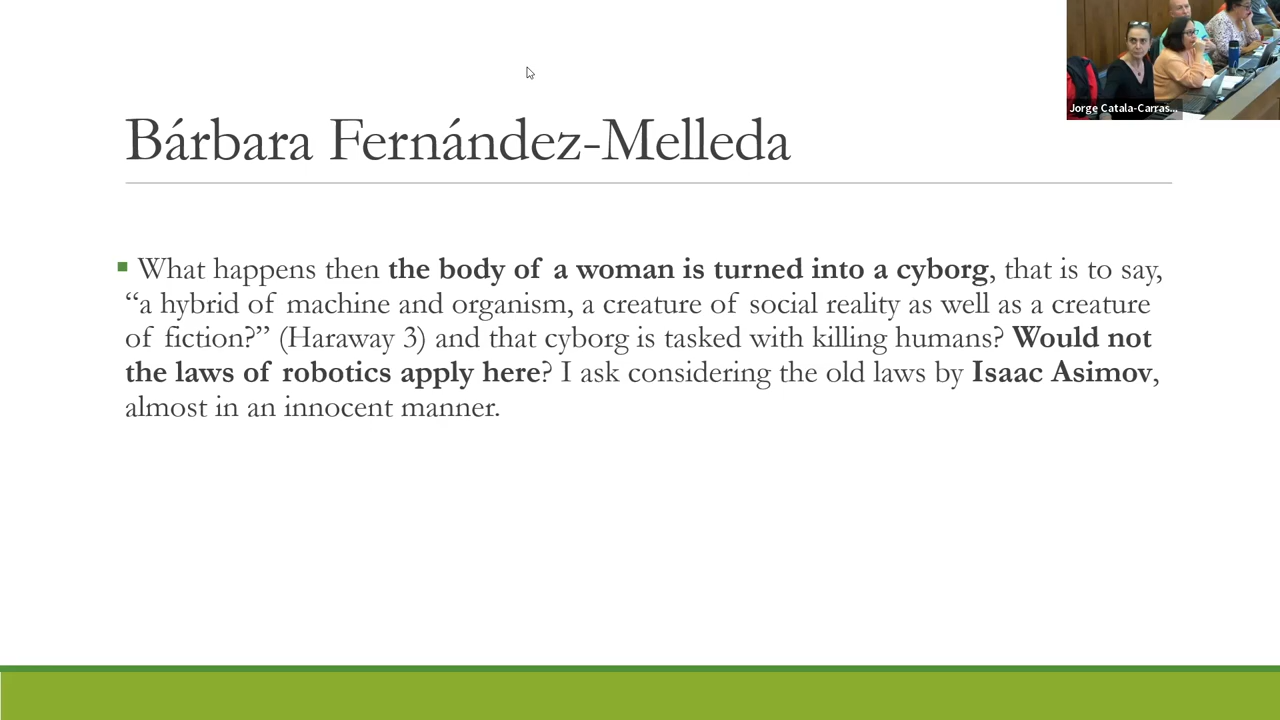 Jorge Catala-Carras...
Bárbara Fernández-Melleda
What happens then the body of a woman is turned into a cyborg, that is to say,
“a hybrid of machine and organism, a creature of social reality as well as a creature
of fiction?” (Haraway 3) and that cyborg is tasked with killing humans? Would not
the laws of robotics apply here? I ask considering the old laws by Isaac Asimov,
almost in an innocent manner.